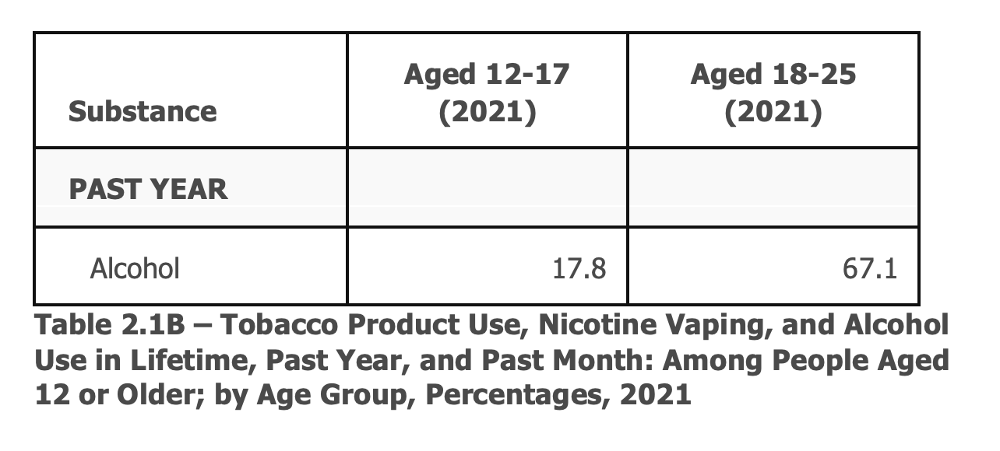 Substance
Aged 12-17
(2021)
Aged 18-25
(2021)
PAST YEAR
Alcohol 17.8 67.1
Table 2.1B – Tobacco Product Use, Nicotine Vaping, and Alcohol
Use in Lifetime, Past Year, and Past Month: Among People Aged
12 or Older; by Age Group, Percentages, 2021